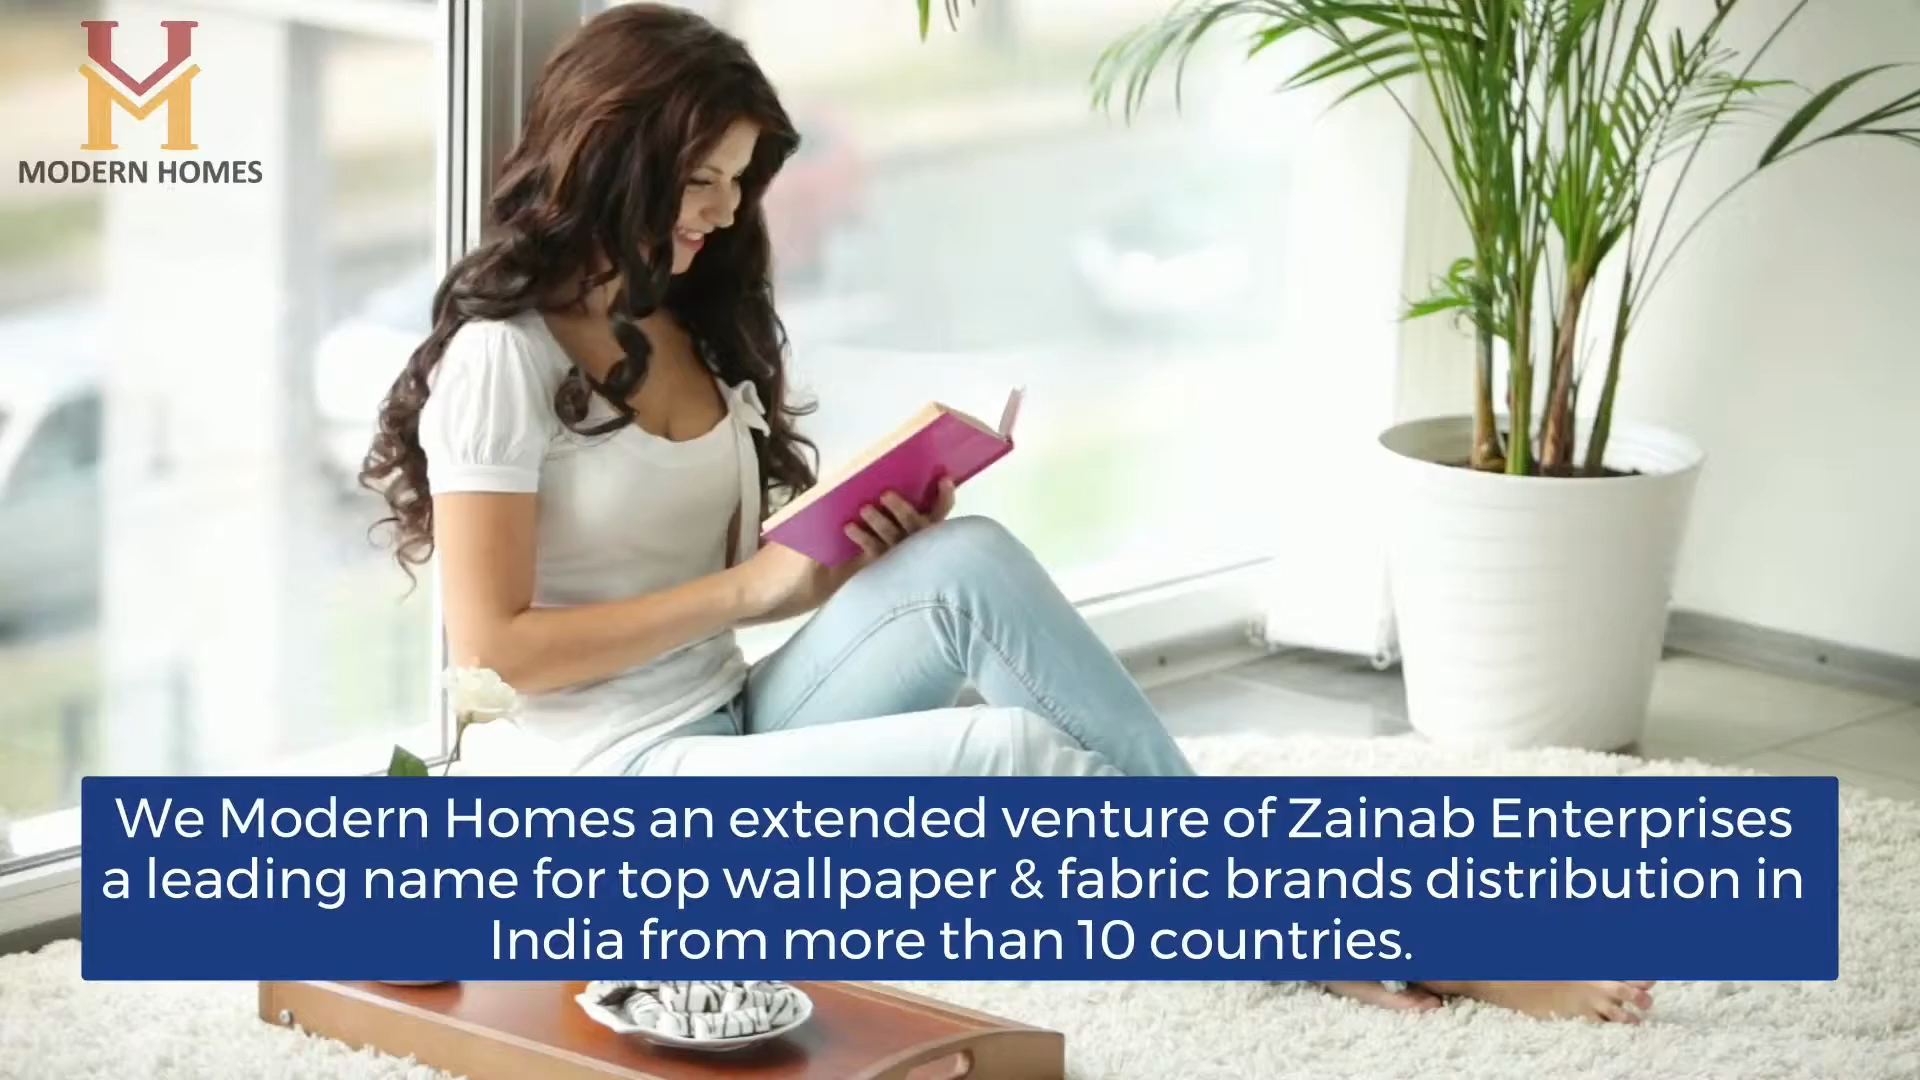 MODERN HOMES
We Modern Homes an extended venture of Zainab Enterprises
a leading name for top wallpaper & fabric brands distribution in
India from more than 10 countries.